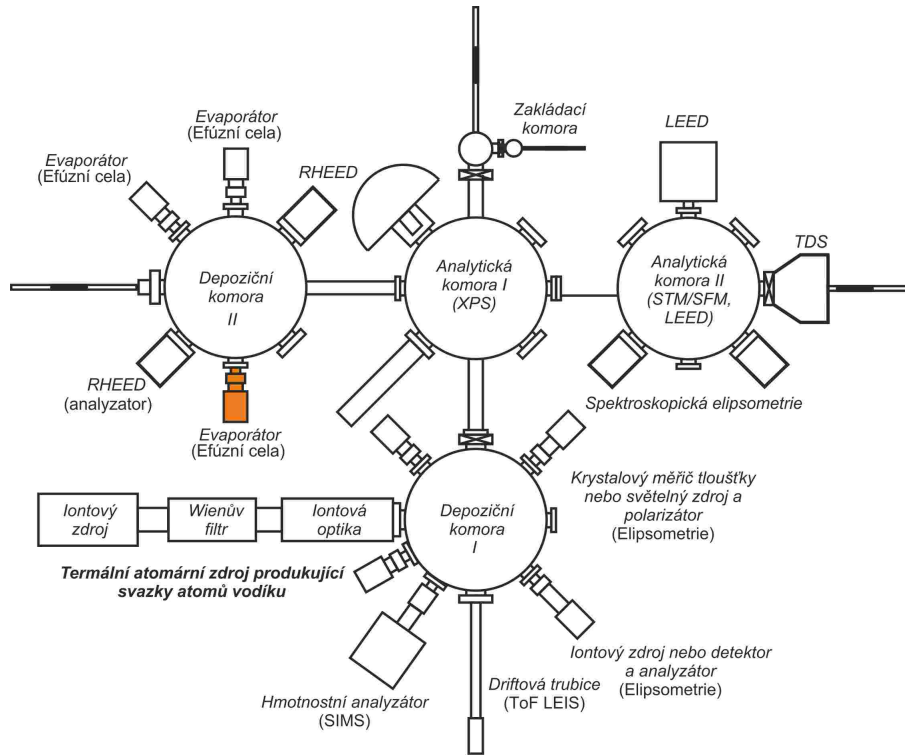 Zakládací
komora
Evaporátor
(Efúzní cela)
LEED
Evaporátor
(Efúzní cela)
RHEED
TDS
Depoziční
komora
II
Analytická
komora I
(XPS)
Analytická
komora II
(STM/SFM,
LEED)
RHEED
(analyzator)
Spektroskopická elipsometrie
Evaporátor
(Efúzní cela)
Krystalový měřič tloušťky
nebo světelný zdroj a
polarizátor
(Elipsometrie)
Iontový
zdroj
Wienův
filtr
Iontová
optika
Depoziční
komora
I
Termální atomární zdroj produkující
svazky atomů vodíku
Iontový zdroj nebo detektor
a analyzátor
(Elipsometrie)
Driftová trubice
(ToF LEIS)
Hmotnostní analyzátor
(SIMS)